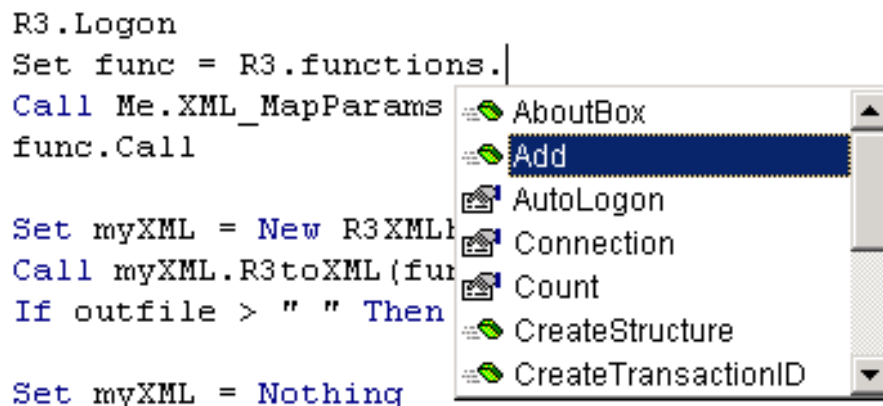 R3.Logon
Set func = R3.functions.
Call Me.XML_MapParams
func.Call
Set myXML = New R3XML
Call myXML.R3toXML(fun
If outfile > " " Then
Set myXML = Nothing
AboutBox
Add
AutoLogon
Connection
Count
CreateStructure
CreateTransactionID